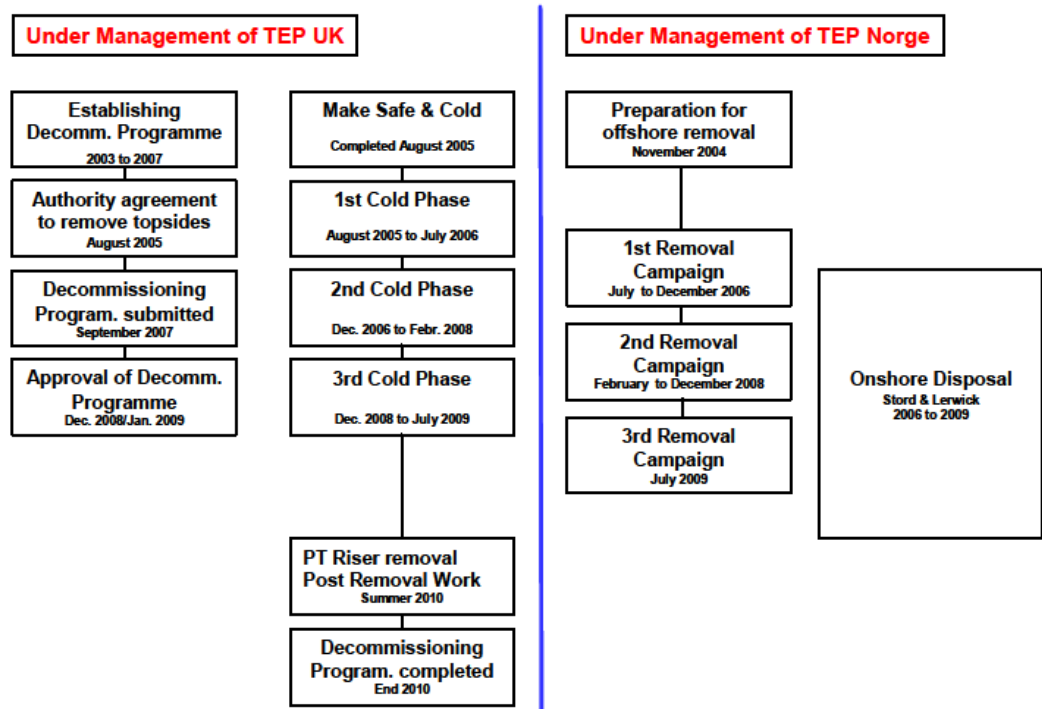 Under Management of TEP UK
Establishing
Decomm. Programme
2003 to 2007
Authority agreement
to remove topsides
August 2005
Decommissioning
Program. submitted
September 2007
Approval of Decomm.
Programme
Dec. 2008/Jan. 2009
Make Safe & Cold
Completed August 2005
1st Cold Phase
August 2005 to July 2006
2nd Cold Phase
Dec. 2006 to Febr. 2008
3rd Cold Phase
Dec. 2008 to July 2009
PT Riser removal
Post Removal Work
Summer 2010
Decommissioning
Program. completed
End 2010
Under Management of TEP Norge
Preparation for
offshore removal
November 2004
1st Removal
Campaign
July to December 2006
2nd Removal
Campaign
February to December 2008
3rd Removal
Campaign
July 2009
Onshore Disposal
Stord & Lerwick
2006 to 2009